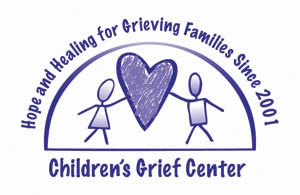 Hope and Healing for Grieving Families Since 2001
Children's Grief Center